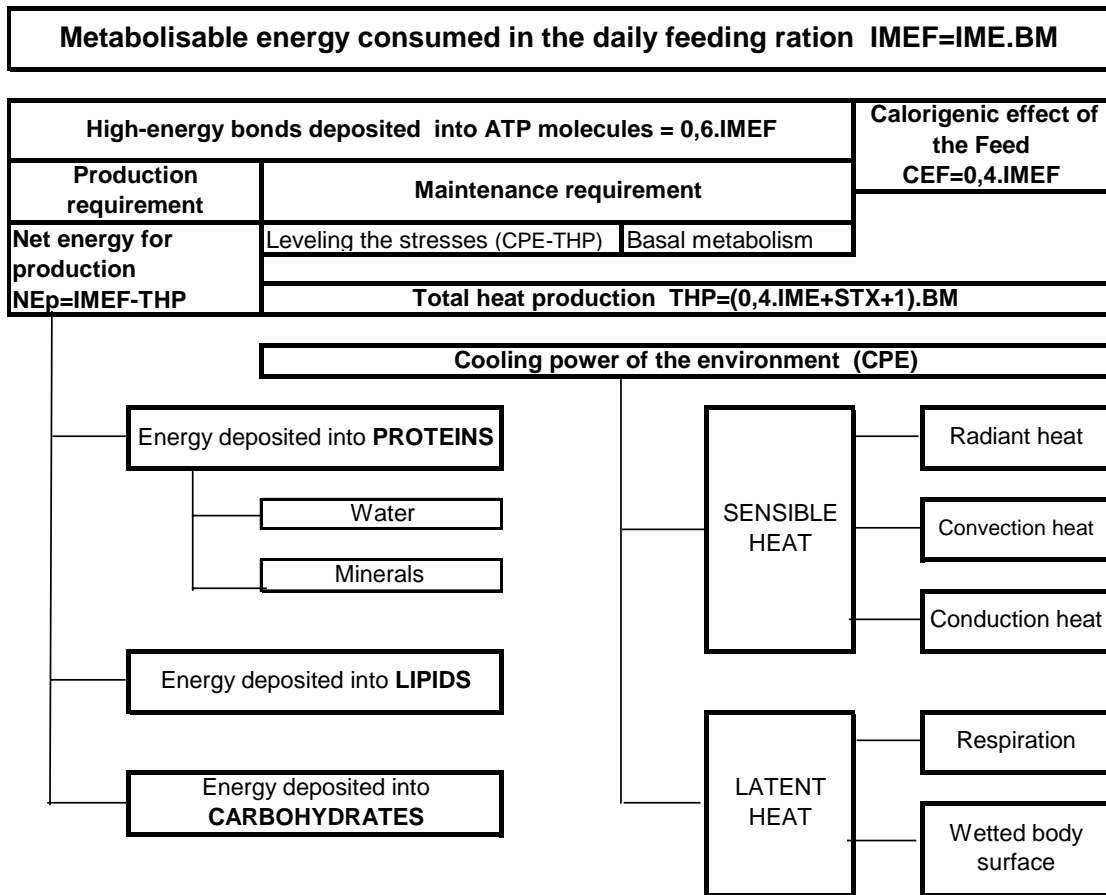 Metabolisable energy consumed in the daily feeding ration  IMEF=IME.BM
High-energy bonds deposited  into ATP molecules = 0,6.IMEF
Calorigenic effect of
the Feed
CEF=0,4.IMEF
Production
requirement
Maintenance requirement
Net energy for
production
NEp=IMEF-THP
Leveling the stresses (CPE-THP)
Basal metabolism
Total heat production  THP=(0,4.IME+STX+1).BM
Cooling power of the environment  (CPE)
Energy deposited into PROTEINS
Water
Minerals
Energy deposited into LIPIDS
Energy deposited into
CARBOHYDRATES
SENSIBLE
HEAT
Radiant heat
Convection heat
Conduction heat
LATENT
HEAT
Respiration
Wetted body
surface